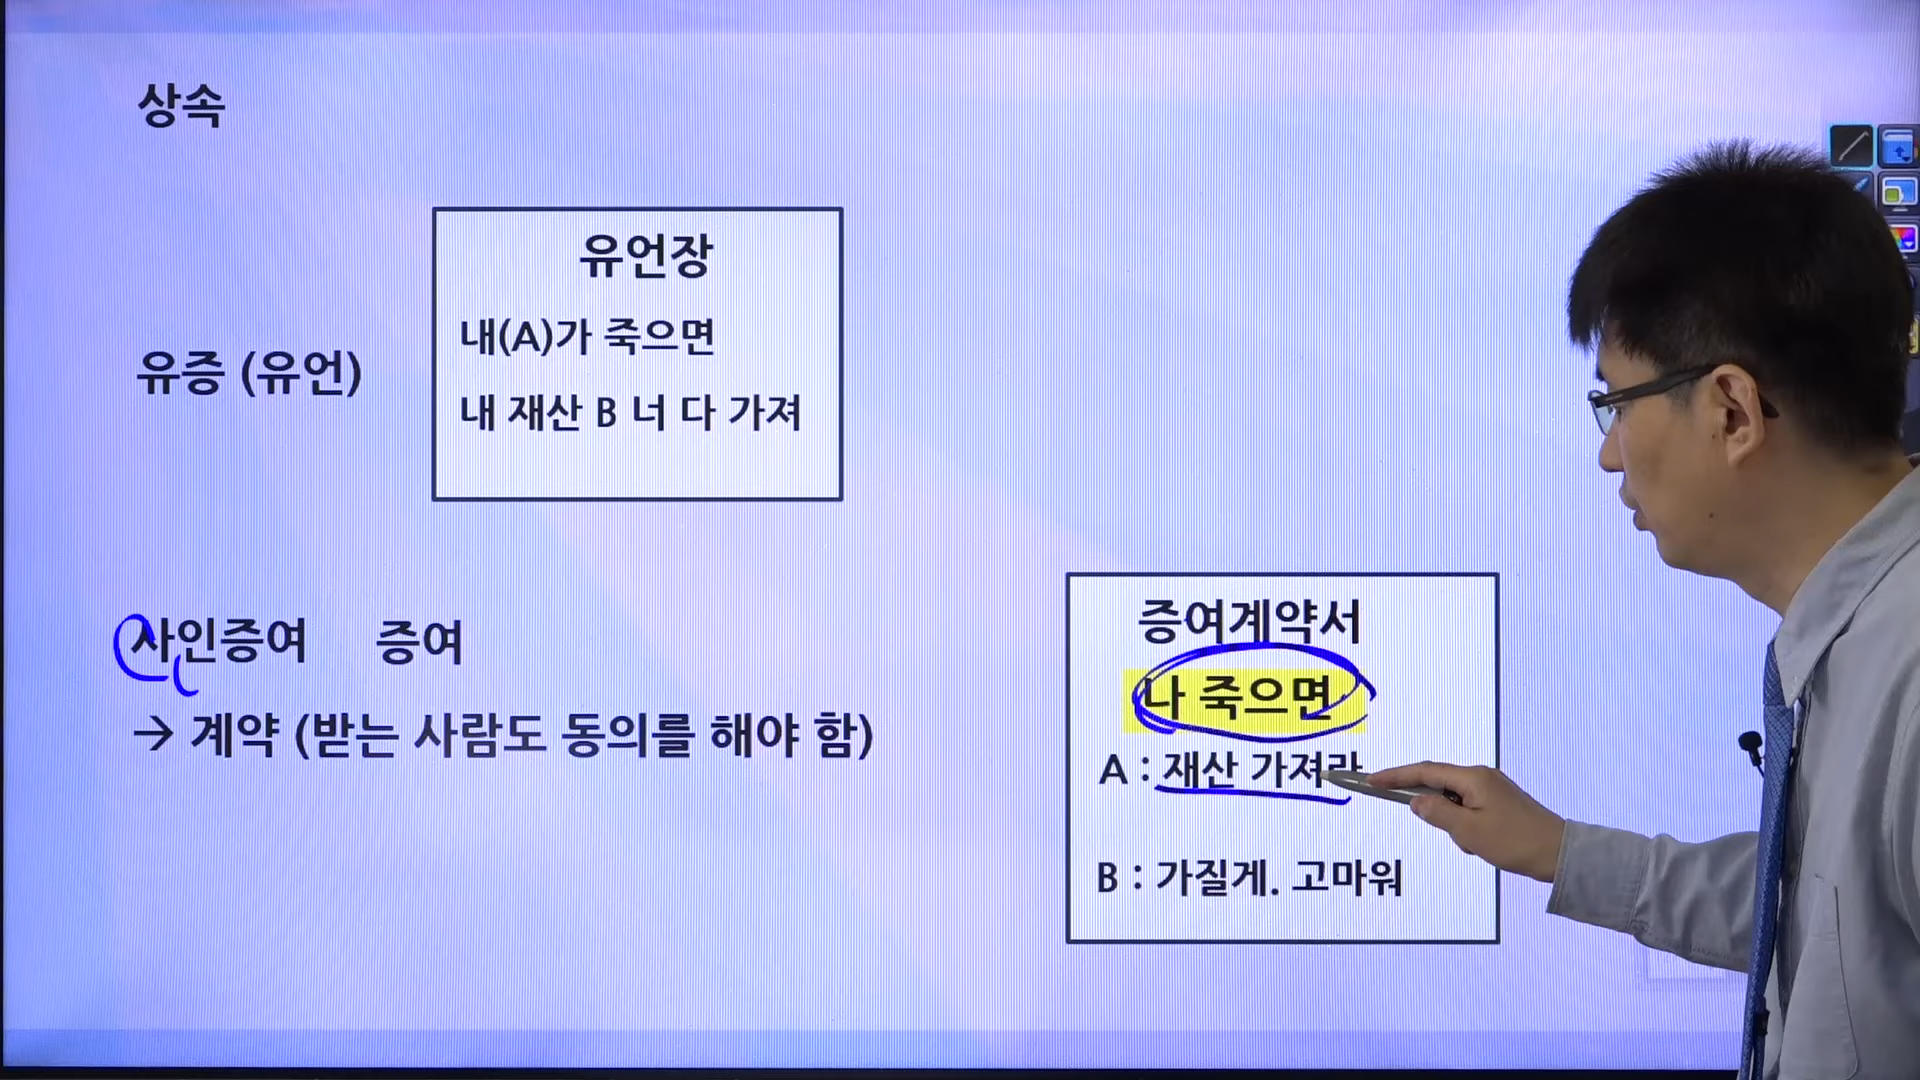 상속
유언장
내(A)가 죽으면
내 재산 B 너 다 가져
유증 (유언)
사인증여 증여
→ 계약 (받는 사람도 동의를 해야 함)
증여계약서
나 죽으면
A : 재산 가져라
B : 가질게. 고마워